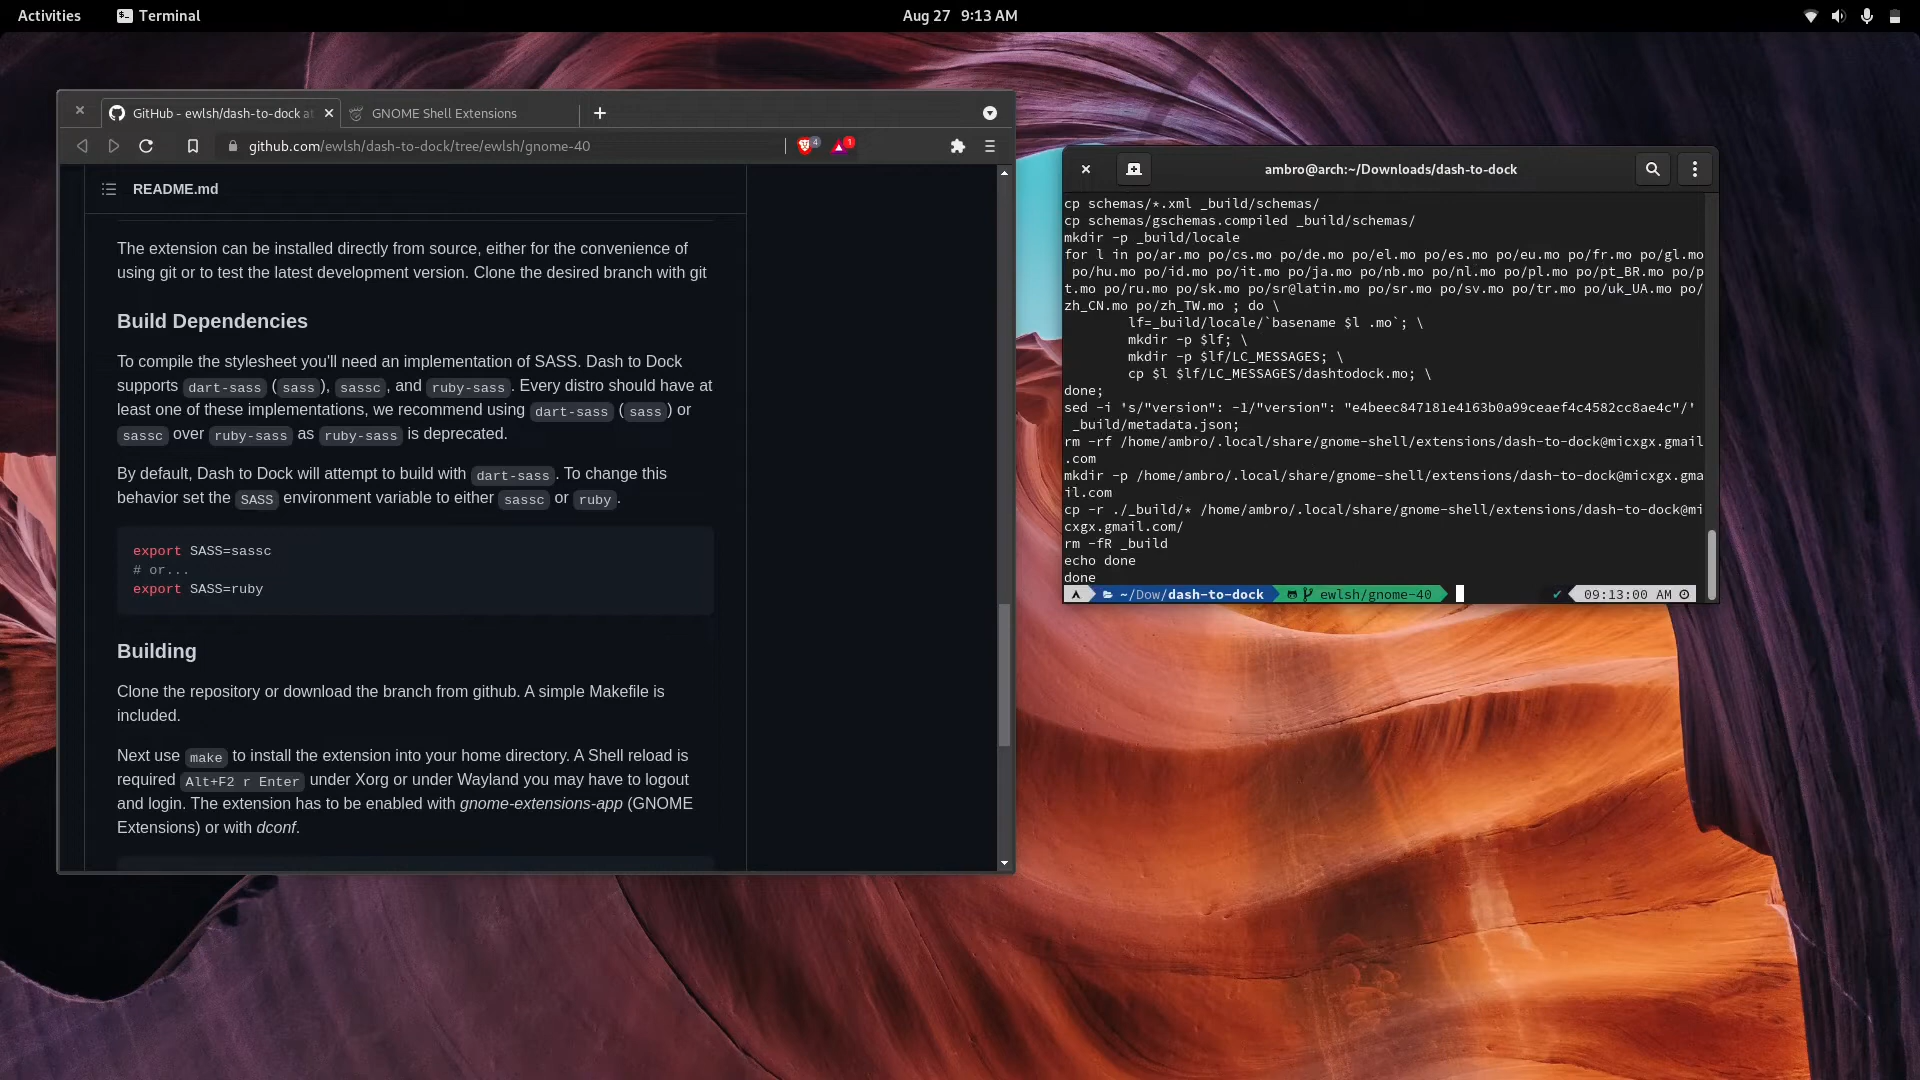 Activities
Terminal
Aug 27 9:13 AM
GitHub - ewlsh/dash-to-dock at
GNOME Shell Extensions
github.com/ewlsh/dash-to-dock/tree/ewlsh/gnome-40
4
1
README.md
The extension can be installed directly from source, either for the convenience of
using git or to test the latest development version. Clone the desired branch with git
Build Dependencies
To compile the stylesheet you'll need an implementation of SASS. Dash to Dock
supports dart-sass (sass), sassc, and ruby-sass. Every distro should have at
least one of these implementations, we recommend using dart-sass (sass) or
sassc over ruby-sass as ruby-sass is deprecated.
By default, Dash to Dock will attempt to build with dart-sass. To change this
behavior set the SASS environment variable to either sassc or ruby.
export SASS=sassc
# or...
export SASS=ruby
Building
Clone the repository or download the branch from github. A simple Makefile is
included.
Next use make to install the extension into your home directory. A Shell reload is
required Alt+F2 r Enter under Xorg or under Wayland you may have to logout
and login. The extension has to be enabled with gnome-extensions-app (GNOME
Extensions) or with dconf.
ambro@arch:~/Downloads/dash-to-dock
cp schemas/*.xml _build/schemas/
cp schemas/gschemas.compiled _build/schemas/
mkdir -p _build/locale
for l in po/ar.mo po/cs.mo po/de.mo po/el.mo po/es.mo po/eu.mo po/fr.mo po/gl.mo
po/hu.mo po/id.mo po/it.mo po/ja.mo po/nb.mo po/nl.mo po/pl.mo po/pt_BR.mo po/p
t.mo po/ru.mo po/sk.mo po/sr@latin.mo po/sr.mo po/sv.mo po/tr.mo po/uk_UA.mo po/
zh_CN.mo po/zh_TW.mo ; do \
lf=_build/locale/`basename $l .mo`; \
mkdir -p $lf; \
mkdir -p $lf/LC_MESSAGES; \
cp $l $lf/LC_MESSAGES/dashtodock.mo; \
done;
sed -i 's/"version": -1/"version": "e4beec847181e4163b0a99ceaef4c4582cc8ae4c"/'
_build/metadata.json;
rm -rf /home/ambro/.local/share/gnome-shell/extensions/dash-to-dock@micxgx.gmail
.com
mkdir -p /home/ambro/.local/share/gnome-shell/extensions/dash-to-dock@micxgx.gma
il.com
cp -r ./_build/* /home/ambro/.local/share/gnome-shell/extensions/dash-to-dock@mi
cxgx.gmail.com/
rm -fR _build
echo done
done
~/Dow/dash-to-dock ewlsh/gnome-40 ✔ 09:13:00 AM